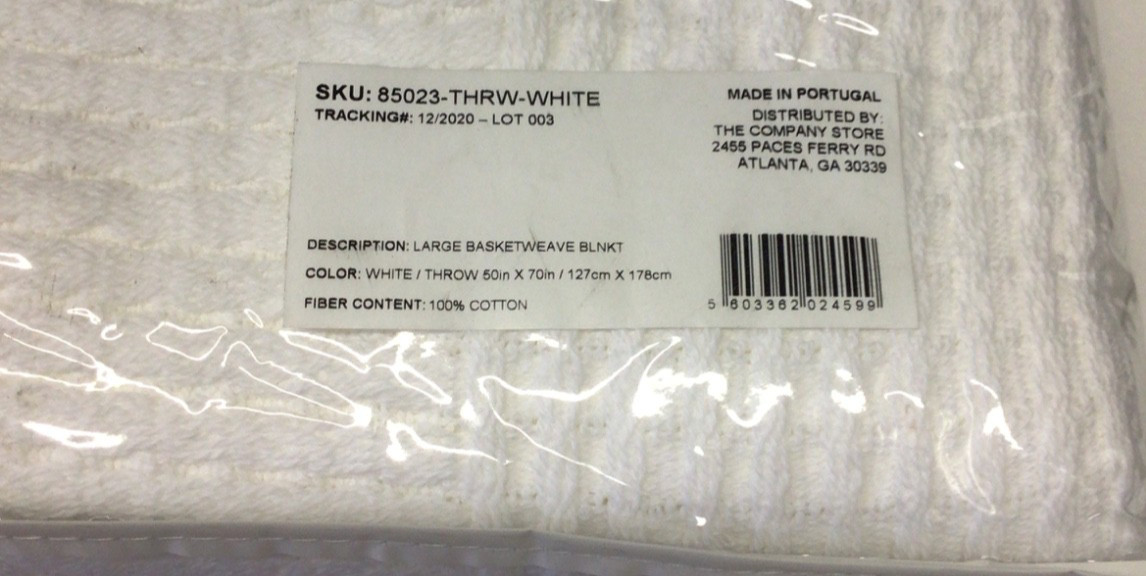 SKU: 85023-THRW-WHITE
TRACKING#: 12/2020 – LOT 003
MADE IN PORTUGAL
DISTRIBUTED BY:
THE COMPANY STORE
2455 PACES FERRY RD
ATLANTA, GA 30339
DESCRIPTION: LARGE BASKETWEAVE BLNKT
COLOR: WHITE / THROW 50in X 70in / 127cm X 178cm
FIBER CONTENT: 100% COTTON
5 603362 024599